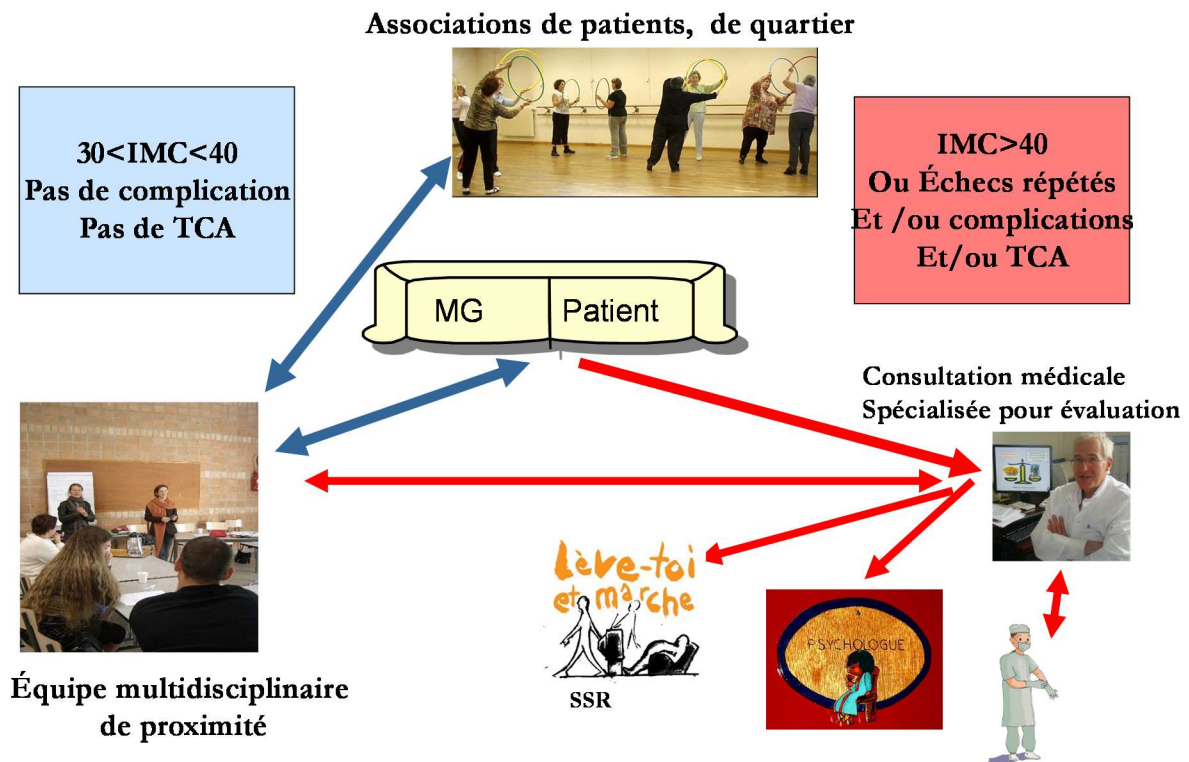 Associations de patients, de quartier
30<IMC<40
Pas de complication
Pas de TCA
IMC>40
Ou Échecs répétés
Et /ou complications
Et/ou TCA
MG
Patient
Consultation médicale
Spécialisée pour évaluation
Lève-toi
et marche
SSR
PSYCHOLOGUE
Équipe multidisciplinaire
de proximité